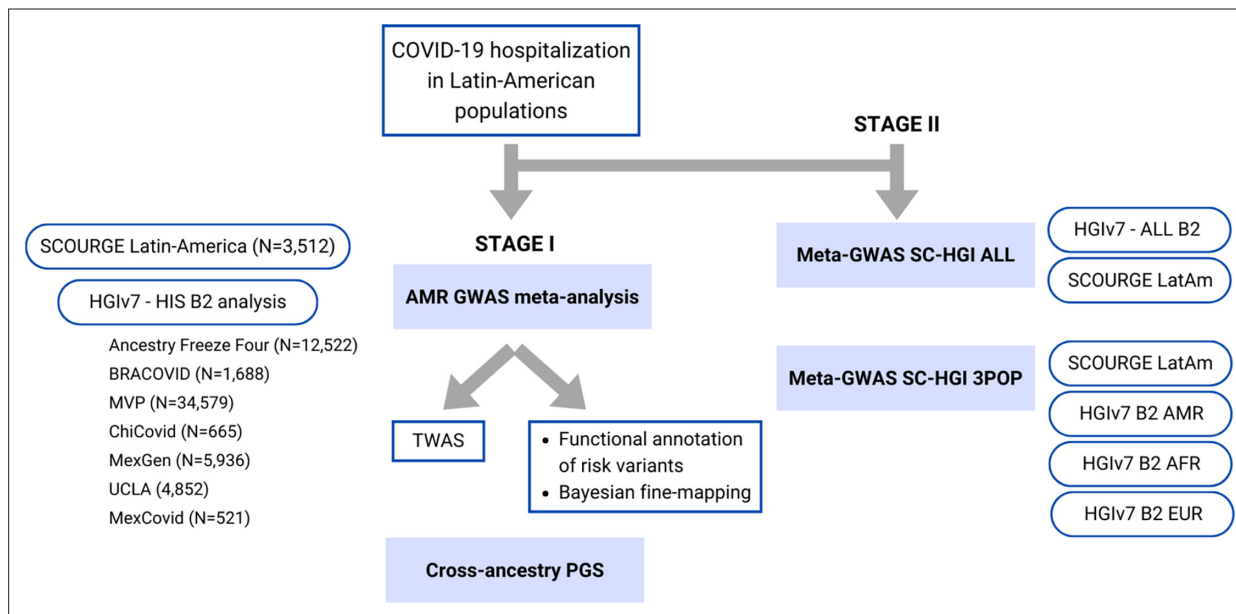 COVID-19 hospitalization
in Latin-American
populations
STAGE II
SCOURGE Latin-America (N=3,512)
HGIv7 - HIS B2 analysis
Ancestry Freeze Four (N=12,522)
BRACOVID (N=1,688)
MVP (N=34,579)
ChiCovid (N=665)
MexGen (N=5,936)
UCLA (4,852)
MexCovid (N=521)
STAGE I
AMR GWAS meta-analysis
TWAS
• Functional annotation
of risk variants
• Bayesian fine-mapping
Cross-ancestry PGS
Meta-GWAS SC-HGI ALL
HGIv7 - ALL B2
SCOURGE LatAm
Meta-GWAS SC-HGI 3POP
SCOURGE LatAm
HGIv7 B2 AMR
HGIv7 B2 AFR
HGIv7 B2 EUR